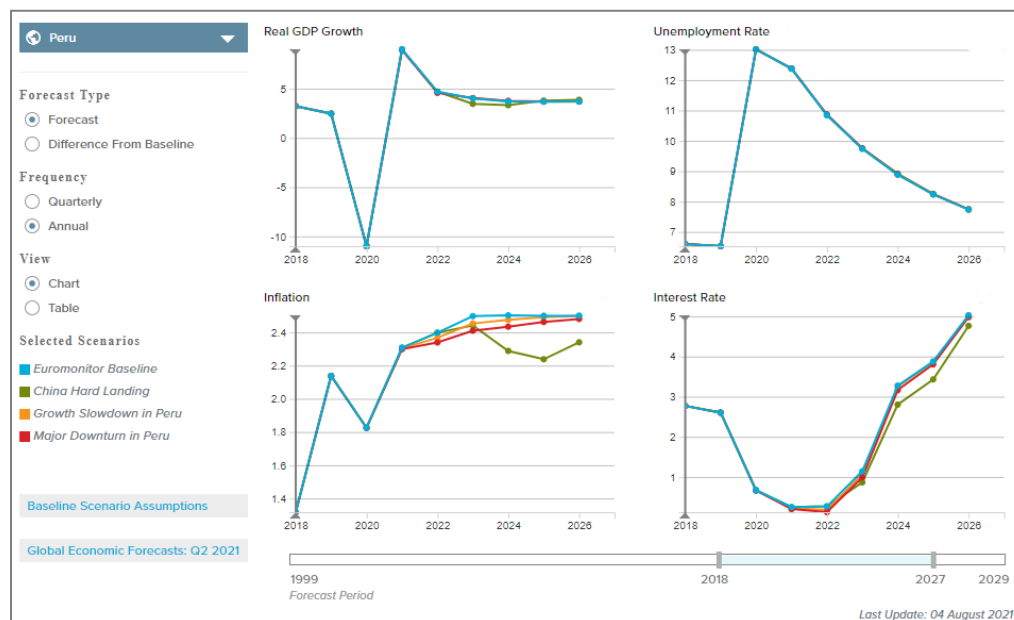 Peru
Forecast Type
Forecast
Difference From Baseline
Frequency
Quarterly
Annual
View
Chart
Table
Selected Scenarios
Euromonitor Baseline
China Hard Landing
Growth Slowdown in Peru
Major Downturn in Peru
Baseline Scenario Assumptions
Global Economic Forecasts: Q2 2021
Real GDP Growth
5
0
-5
-10
2018 2020 2022 2024 2026
Unemployment Rate
13
12
11
10
9
8
7
2018 2020 2022 2024 2026
Inflation
2.4
2.2
2.0
1.8
1.6
1.4
2018 2020 2022 2024 2026
Interest Rate
5
4
3
2
1
2018 2020 2022 2024 2026
1999 2018 2027 2029
Forecast Period
Last Update: 04 August 2021